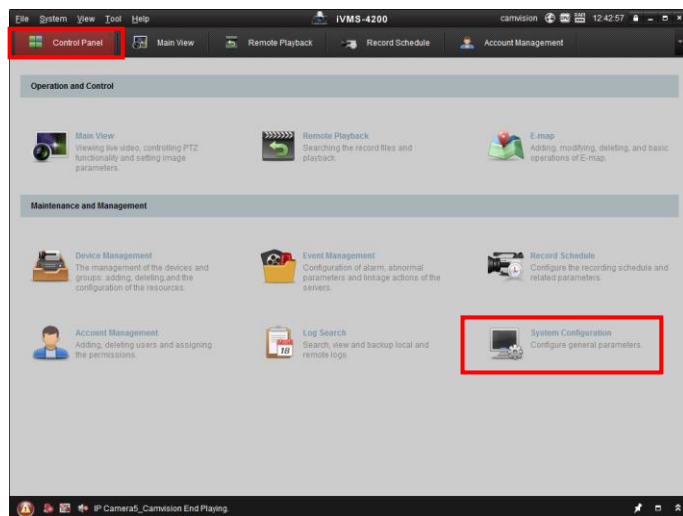 File System View Tool Help iVMS-4200 camvision 12:42:57
Control Panel Main View Remote Playback Record Schedule Account Management
Operation and Control
Main View
Viewing live video, controlling PTZ
functionality and setting image
parameters.
Remote Playback
Searching the record files and
playback.
E-map
Adding, modifying, deleting, and basic
operations of E-map.
Maintenance and Management
Device Management
The management of the devices and
groups: adding, deleting,and the
configuration of the resources.
Event Management
Configuration of alarm, abnormal
parameters and linkage actions of the
servers.
Record Schedule
Configure the recording schedule and
related parameters.
Account Management
Adding, deleting users and assigning
the permissions.
18
Log Search
Search, view and backup local and
remote logs.
System Configuration
Configure general parameters.
IP Camera5_Camvision End Playing.